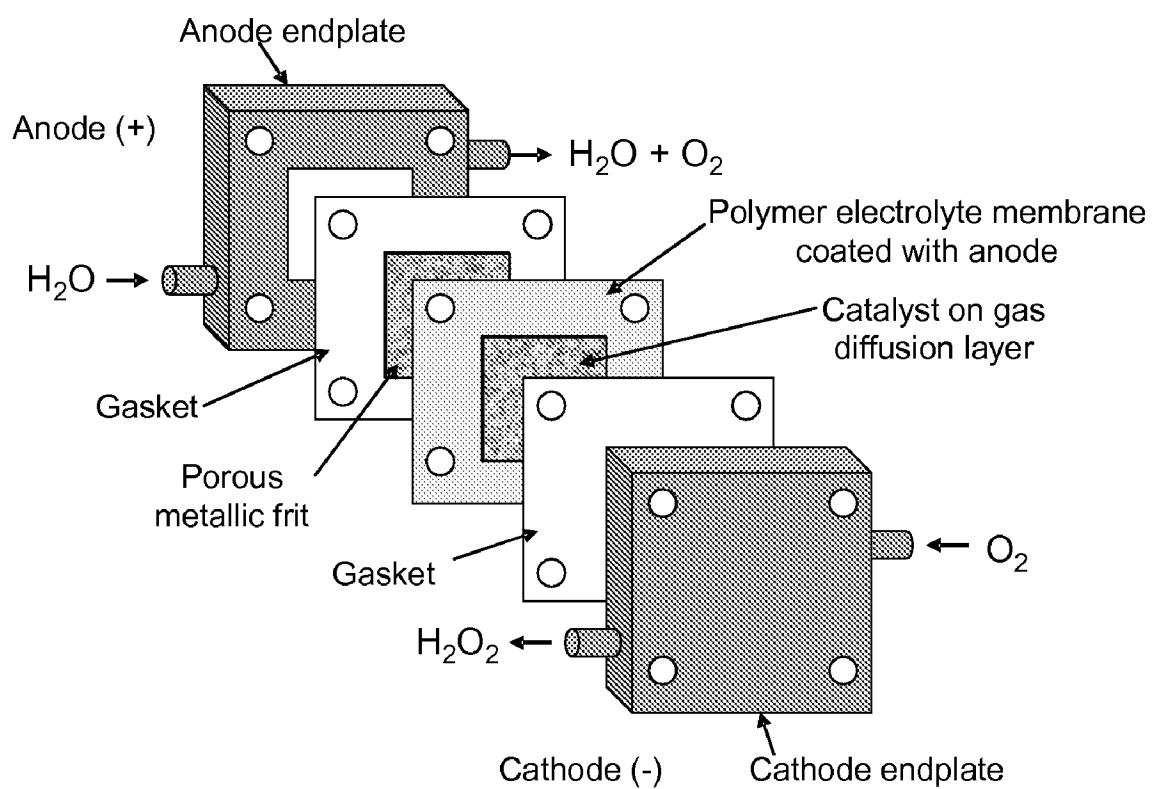 Anode endplate
Anode (+)
H₂O + O₂
Polymer electrolyte membrane
coated with anode
H₂O
Catalyst on gas
diffusion layer
Gasket
Porous
metallic frit
Gasket
O₂
H₂O₂
Cathode (-)
Cathode endplate